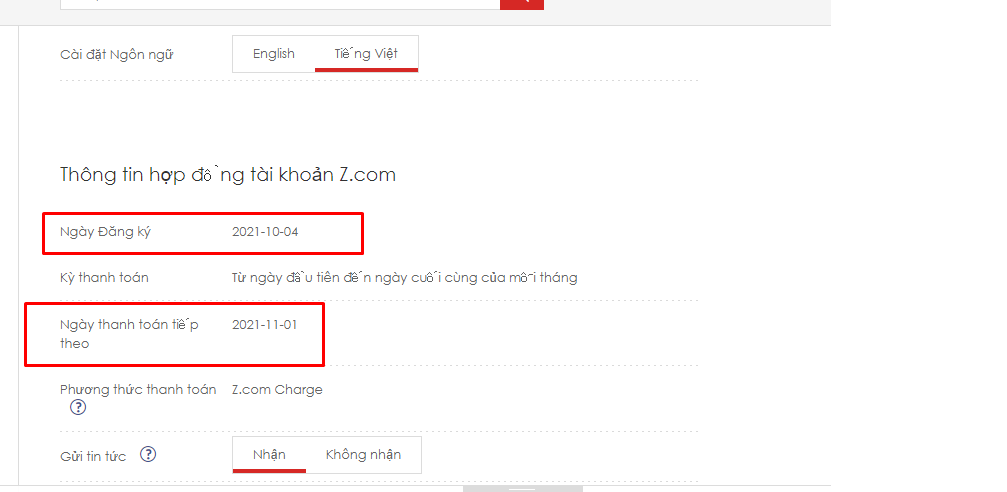 Cài đặt Ngôn ngữ English Tiếng Việt
Thông tin hợp đồng tài khoản Z.com
Ngày Đăng ký 2021-10-04
Kỳ thanh toán Từ ngày đầu tiên đến ngày cuối cùng của mỗi tháng
Ngày thanh toán tiếp 2021-11-01
theo
Phương thức thanh toán Z.com Charge
?
Gửi tin tức ? Nhận Không nhận